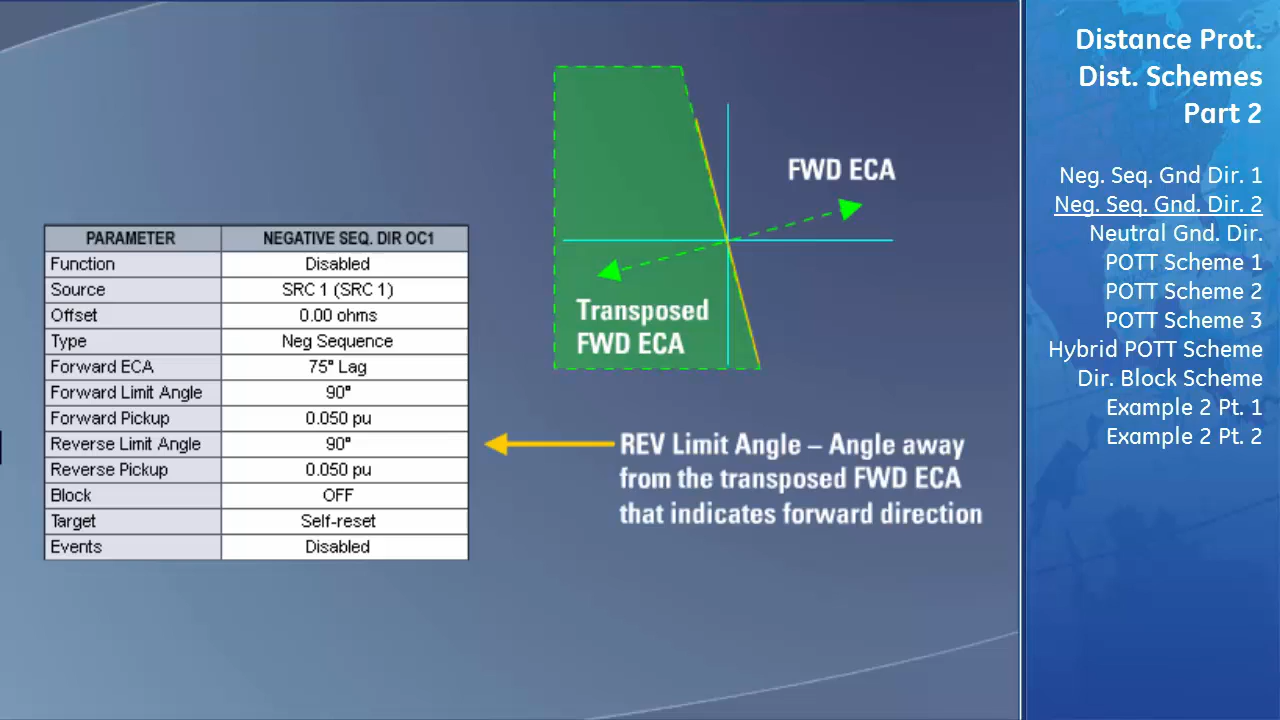 Distance Prot.
Dist. Schemes
Part 2
Neg. Seq. Gnd Dir. 1
Neg. Seq. Gnd. Dir. 2
Neutral Gnd. Dir.
POTT Scheme 1
POTT Scheme 2
POTT Scheme 3
Hybrid POTT Scheme
Dir. Block Scheme
Example 2 Pt. 1
Example 2 Pt. 2
FWD ECA
Transposed
FWD ECA
PARAMETER NEGATIVE SEQ. DIR OC1
Function Disabled
Source SRC 1 (SRC 1)
Offset 0.00 ohms
Type Neg Sequence
Forward ECA 75° Lag
Forward Limit Angle 90°
Forward Pickup 0.050 pu
Reverse Limit Angle 90°
Reverse Pickup 0.050 pu
Block OFF
Target Self-reset
Events Disabled
REV Limit Angle – Angle away
from the transposed FWD ECA
that indicates forward direction